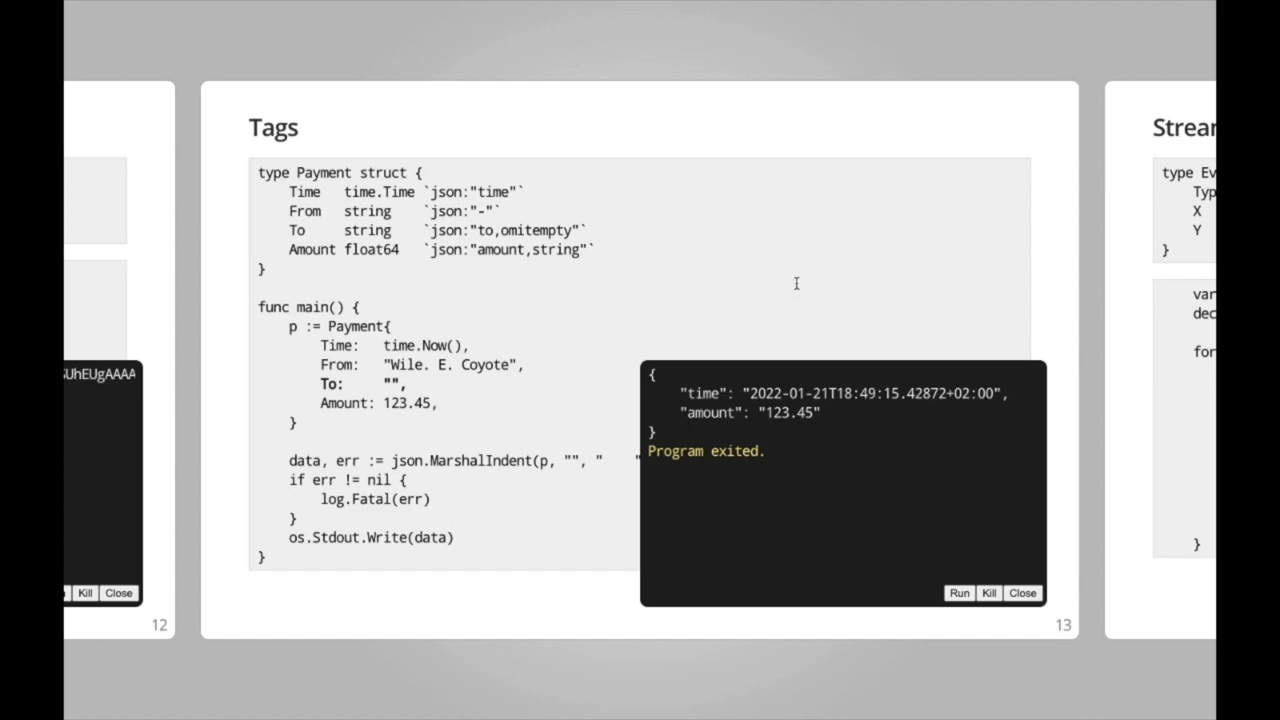 Tags
type Payment struct {
    Time   time.Time `json:"time"`
    From   string    `json:"-"`
    To     string    `json:"to,omitempty"`
    Amount float64   `json:"amount,string"`
}
func main() {
    p := Payment{
        Time:   time.Now(),
        From:   "Wile. E. Coyote",
        To:     "",
        Amount: 123.45,
    }
    data, err := json.MarshalIndent(p, "", "    "
    if err != nil {
        log.Fatal(err)
    }
    os.Stdout.Write(data)
}
{
    "time": "2022-01-21T18:49:15.42872+02:00",
    "amount": "123.45"
}
Program exited.
Run Kill Close
13
UhEUgAAAA
Kill Close
12
Strear
type Ev
    Typ
    X
    Y
}
    var
    dec
    for
    }